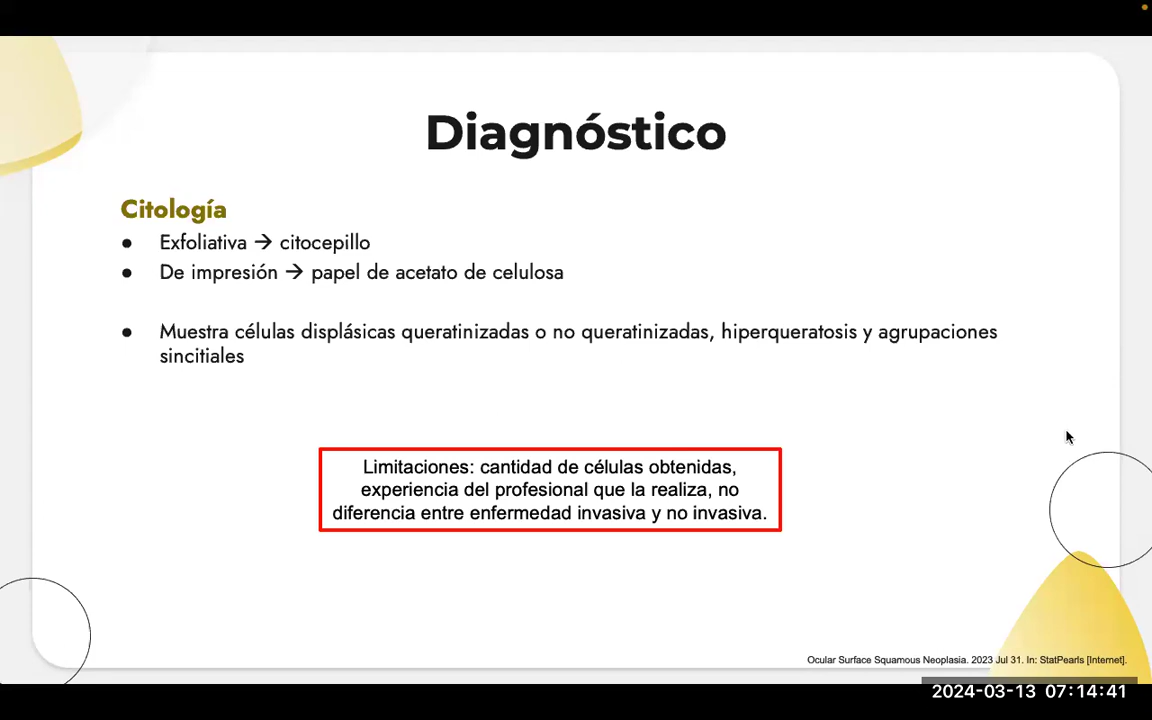 Diagnóstico
Citología
● Exfoliativa → citocepillo
● De impresión → papel de acetato de celulosa
● Muestra células displásicas queratinizadas o no queratinizadas, hiperqueratosis y agrupaciones
sincitiales
Limitaciones: cantidad de células obtenidas,
experiencia del profesional que la realiza, no
diferencia entre enfermedad invasiva y no invasiva.
Ocular Surface Squamous Neoplasia. 2023 Jul 31. In: StatPearls [Internet].
2024-03-13 07:14:41